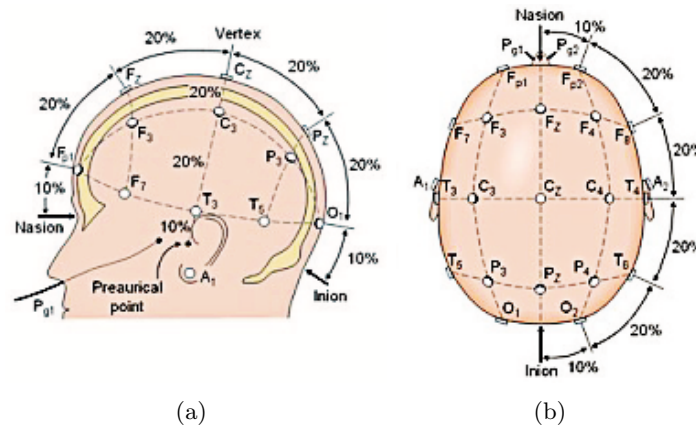 20% Vertex 20%
Fz Cz
20% 20%
Fp1 F3 C3 Pz
20% P3 20%
10% F7 T3 T5 O1
Nasion 10% 10%
A1
Preaurical
point
Inion
Pg1
(a)
Nasion 10%
Pg1 Pg2
Fp1 Fp2 20%
F7 F3 Fz F4 F8
20%
A1 T3 C3 Cz C4 T4 A2
20%
T5 P3 Pz P4 T6
O1 O2 20%
Inion 10%
(b)